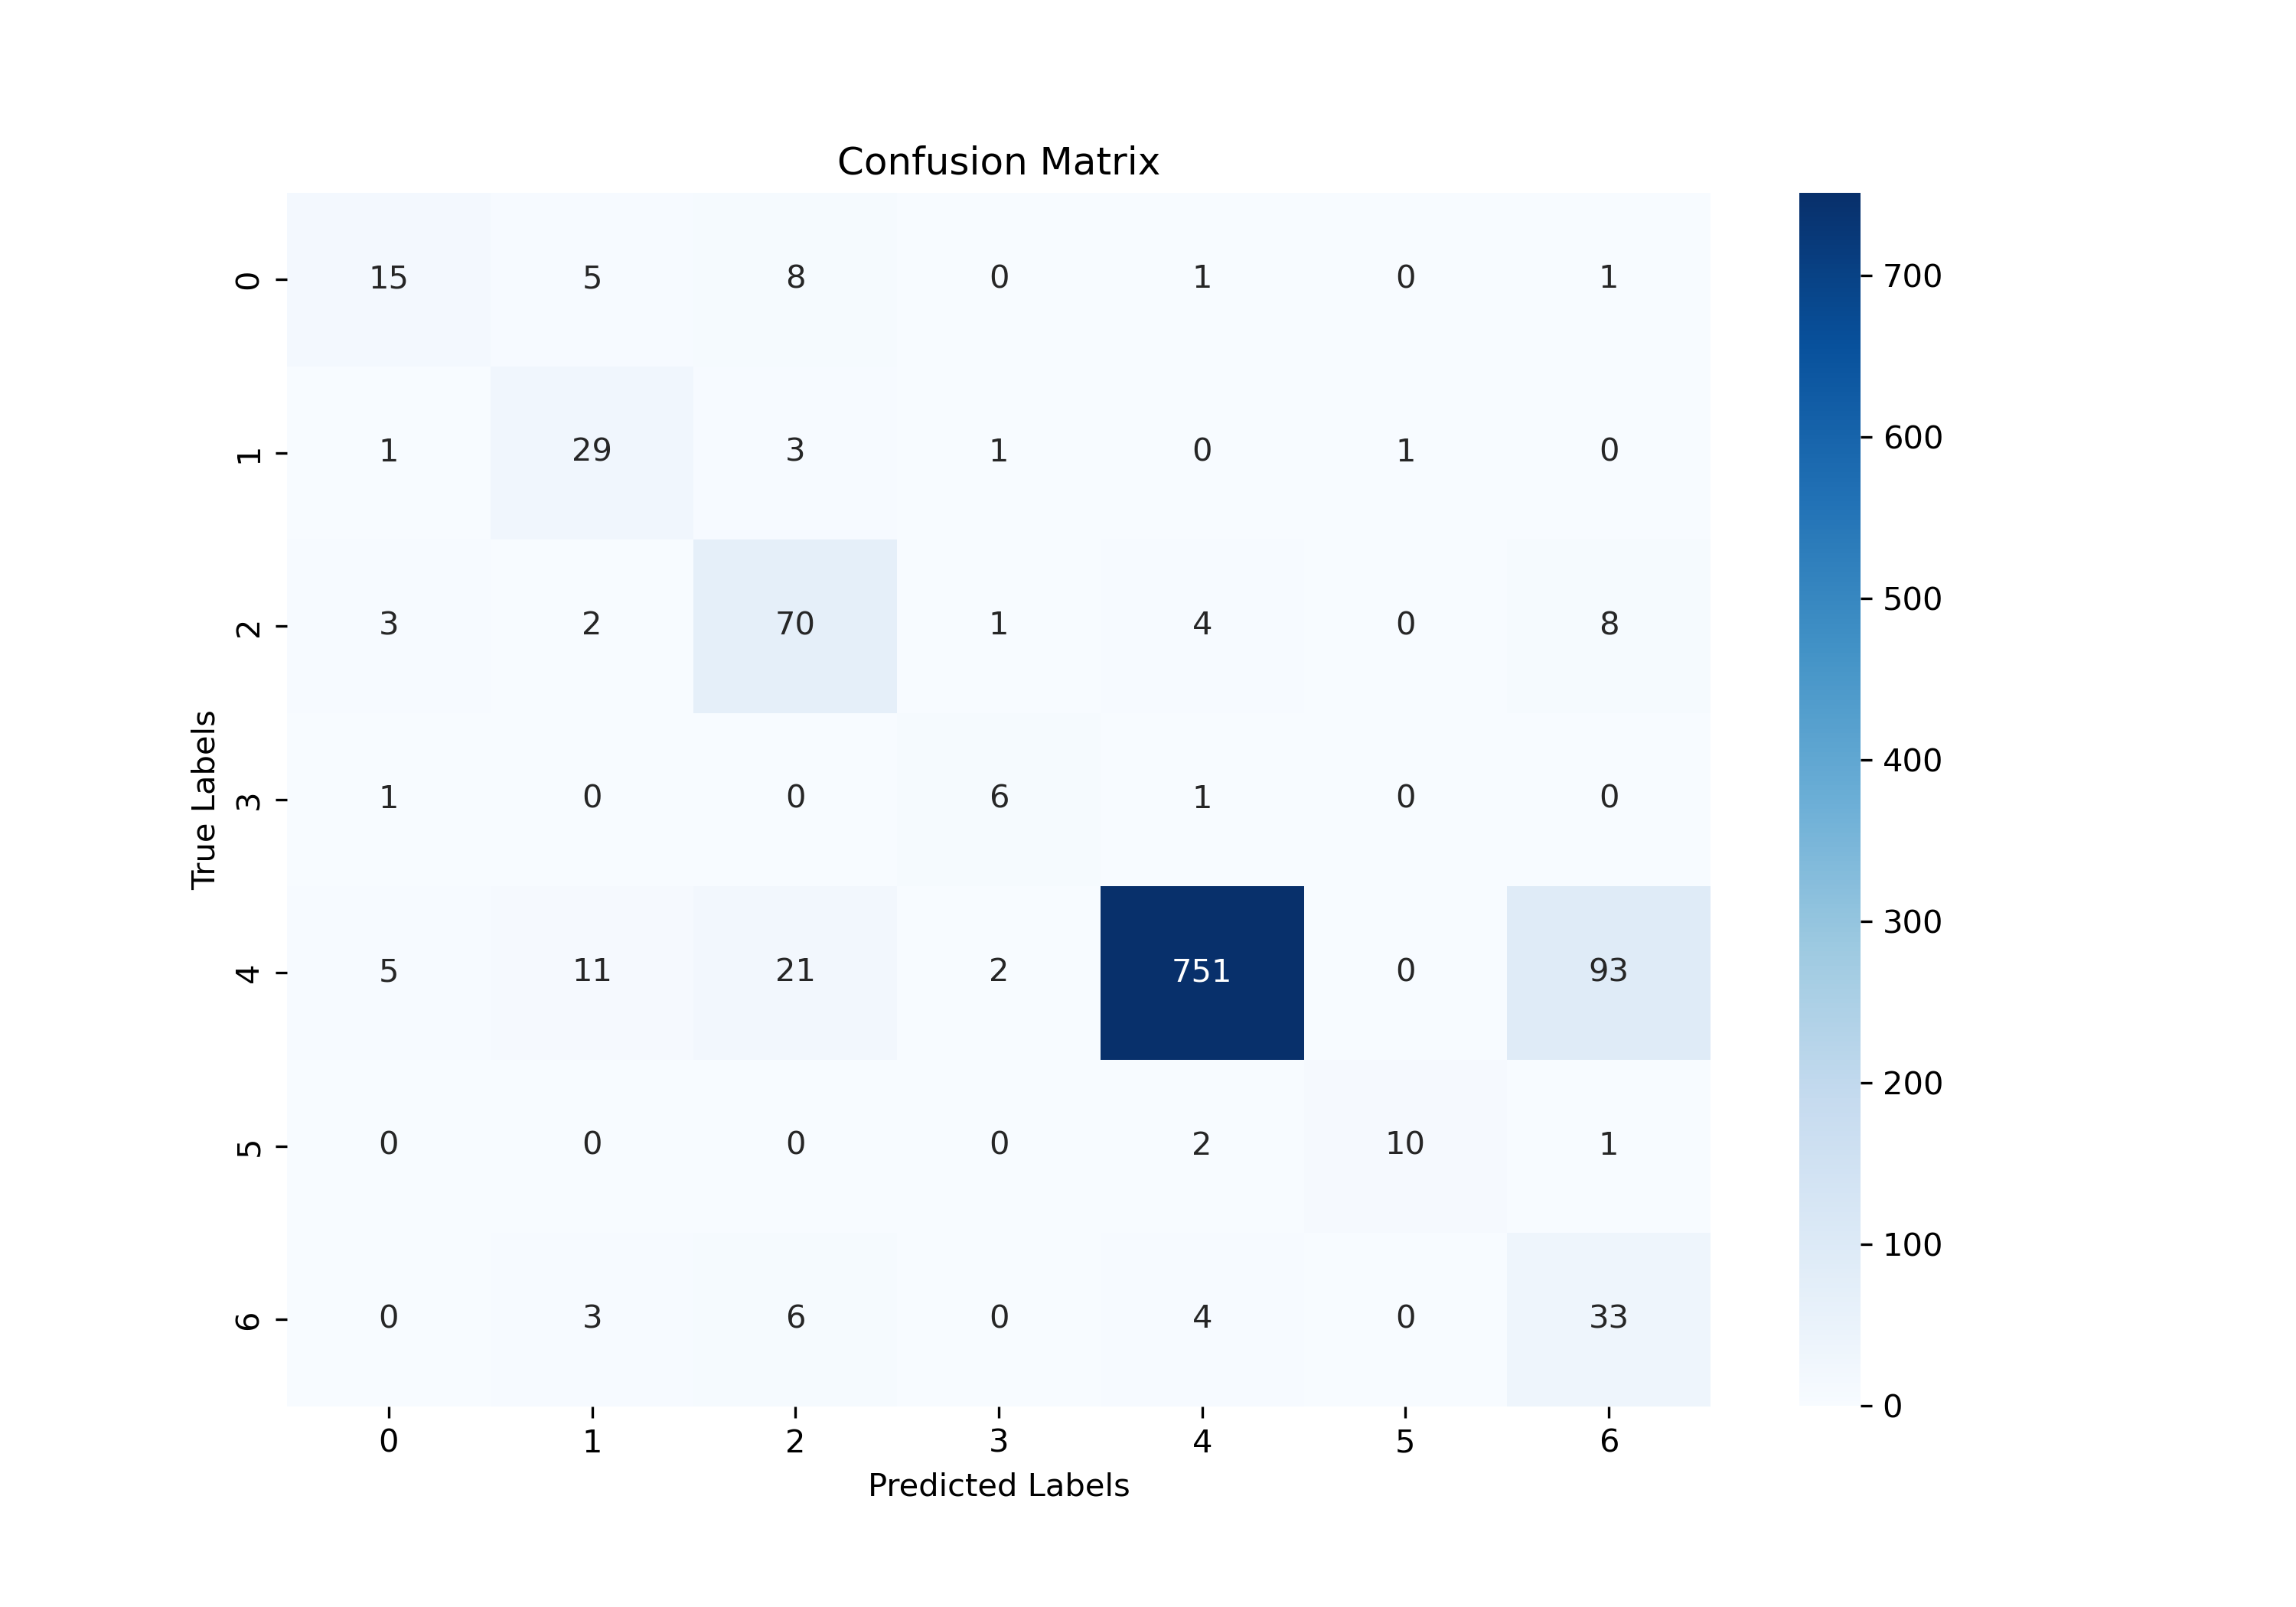 Confusion Matrix
True Labels
0 15 5 8 0 1 0 1
1 1 29 3 1 0 1 0
2 3 2 70 1 4 0 8
3 1 0 0 6 1 0 0
4 5 11 21 2 751 0 93
5 0 0 0 0 2 10 1
6 0 3 6 0 4 0 33
0 1 2 3 4 5 6
Predicted Labels
700
600
500
400
300
200
100
0